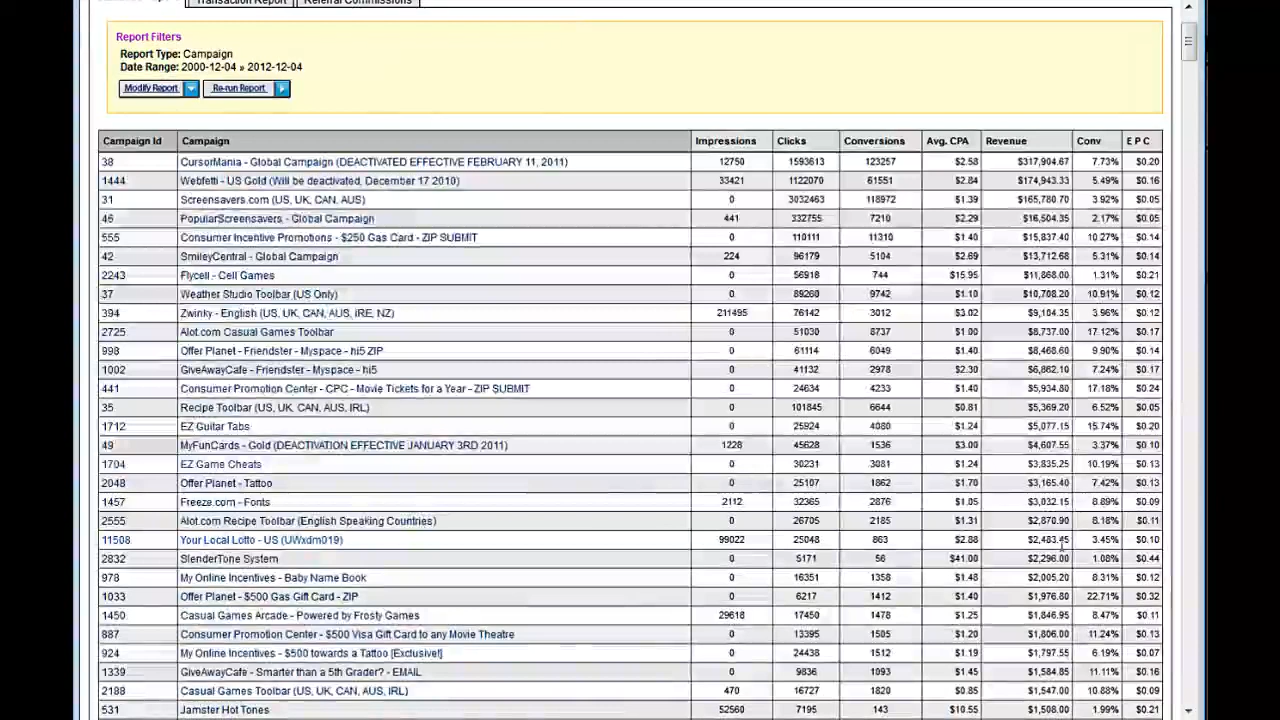 Transaction Report Referral Commissions
Report Filters
Report Type: Campaign
Date Range: 2000-12-04 » 2012-12-04
Modify Report Re-run Report
Campaign Id Campaign Impressions Clicks Conversions Avg. CPA Revenue Conv E P C
38 CursorMania - Global Campaign (DEACTIVATED EFFECTIVE FEBRUARY 11, 2011) 12750 1593613 123257 $2.58 $317,904.67 7.73% $0.20
1444 Webfetti - US Gold (Will be deactivated, December 17 2010) 33421 1122070 61551 $2.84 $174,943.33 5.49% $0.16
31 Screensavers.com (US, UK, CAN, AUS) 0 3032463 118972 $1.39 $165,780.70 3.92% $0.05
46 PopularScreensavers - Global Campaign 441 332755 7210 $2.29 $16,504.35 2.17% $0.05
555 Consumer Incentive Promotions - $250 Gas Card - ZIP SUBMIT 0 110111 11310 $1.40 $15,837.40 10.27% $0.14
42 SmileyCentral - Global Campaign 224 96179 5104 $2.69 $13,712.68 5.31% $0.14
2243 Flycell - Cell Games 0 56918 744 $15.95 $11,868.00 1.31% $0.21
37 Weather Studio Toolbar (US Only) 0 89260 9742 $1.10 $10,708.20 10.91% $0.12
394 Zwinky - English (US, UK, CAN, AUS, IRE, NZ) 211495 76142 3012 $3.02 $9,104.35 3.96% $0.12
2725 Alot.com Casual Games Toolbar 0 51030 8737 $1.00 $8,737.00 17.12% $0.17
998 Offer Planet - Friendster - Myspace - hi5 ZIP 0 61114 6049 $1.40 $8,468.60 9.90% $0.14
1002 GiveAwayCafe - Friendster - Myspace - hi5 0 41132 2978 $2.30 $6,862.10 7.24% $0.17
441 Consumer Promotion Center - CPC - Movie Tickets for a Year - ZIP SUBMIT 0 24634 4233 $1.40 $5,934.80 17.18% $0.24
35 Recipe Toolbar (US, UK, CAN, AUS, IRL) 0 101845 6644 $0.81 $5,369.20 6.52% $0.05
1712 EZ Guitar Tabs 0 25924 4080 $1.24 $5,077.15 15.74% $0.20
49 MyFunCards - Gold (DEACTIVATION EFFECTIVE JANUARY 3RD 2011) 1228 45628 1536 $3.00 $4,607.55 3.37% $0.10
1704 EZ Game Cheats 0 30231 3081 $1.24 $3,835.25 10.19% $0.13
2048 Offer Planet - Tattoo 0 25107 1862 $1.70 $3,165.40 7.42% $0.13
1457 Freeze.com - Fonts 2112 32365 2876 $1.05 $3,032.15 8.89% $0.09
2555 Alot.com Recipe Toolbar (English Speaking Countries) 0 26705 2185 $1.31 $2,870.90 8.18% $0.11
11508 Your Local Lotto - US (UWxdm019) 99022 25048 863 $2.88 $2,483.45 3.45% $0.10
2832 SlenderTone System 0 5171 56 $41.00 $2,296.00 1.08% $0.44
978 My Online Incentives - Baby Name Book 0 16351 1358 $1.48 $2,005.20 8.31% $0.12
1033 Offer Planet - $500 Gas Gift Card - ZIP 0 6217 1412 $1.40 $1,976.80 22.71% $0.32
1450 Casual Games Arcade - Powered by Frosty Games 29618 17450 1478 $1.25 $1,846.95 8.47% $0.11
887 Consumer Promotion Center - $500 Visa Gift Card to any Movie Theatre 0 13395 1505 $1.20 $1,806.00 11.24% $0.13
924 My Online Incentives - $500 towards a Tattoo [Exclusive!] 0 24438 1512 $1.19 $1,797.55 6.19% $0.07
1339 GiveAwayCafe - Smarter than a 5th Grader? - EMAIL 0 9836 1093 $1.45 $1,584.85 11.11% $0.16
2188 Casual Games Toolbar (US, UK, CAN, AUS, IRL) 470 16727 1820 $0.85 $1,547.00 10.88% $0.09
531 Jamster Hot Tones 52560 7195 143 $10.55 $1,508.00 1.99% $0.21